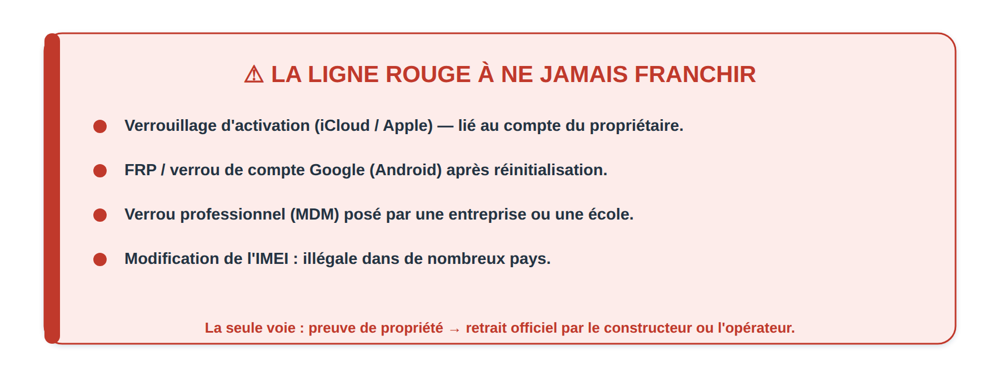 ⚠ LA LIGNE ROUGE À NE JAMAIS FRANCHIR
Verrouillage d'activation (iCloud / Apple) — lié au compte du propriétaire.
FRP / verrou de compte Google (Android) après réinitialisation.
Verrou professionnel (MDM) posé par une entreprise ou une école.
Modification de l'IMEI : illégale dans de nombreux pays.
La seule voie : preuve de propriété → retrait officiel par le constructeur ou l'opérateur.